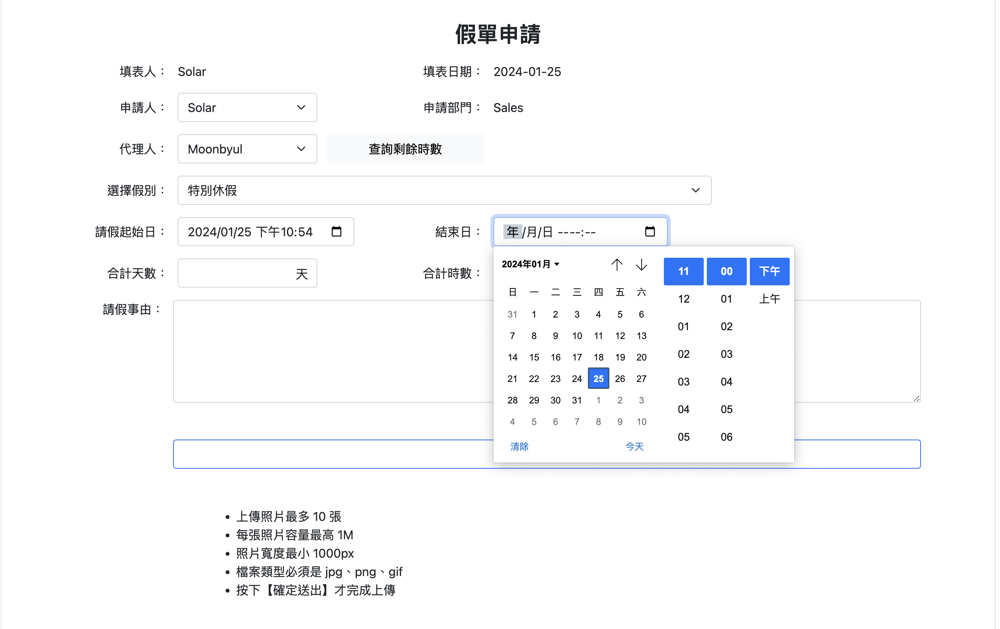 假單申請
填表人： Solar 填表日期： 2024-01-25
申請人： Solar 申請部門： Sales
代理人： Moonbyul 查詢剩餘時數
選擇假別： 特別休假
請假起始日： 2024/01/25 下午10:54 結束日： 年/月/日 ----:--
合計天數： 天 合計時數：
請假事由：
2024年01月
11 00 下午
日 一 二 三 四 五 六
12 01 上午
31 1 2 3 4 5 6
01 02
7 8 9 10 11 12 13
02 03
14 15 16 17 18 19 20
21 22 23 24 25 26 27
03 04
28 29 30 31 1 2 3
04 05
4 5 6 7 8 9 10
05 06
清除 今天
• 上傳照片最多 10 張
• 每張照片容量最高 1M
• 照片寬度最小 1000px
• 檔案類型必須是 jpg、png、gif
• 按下【確定送出】才完成上傳